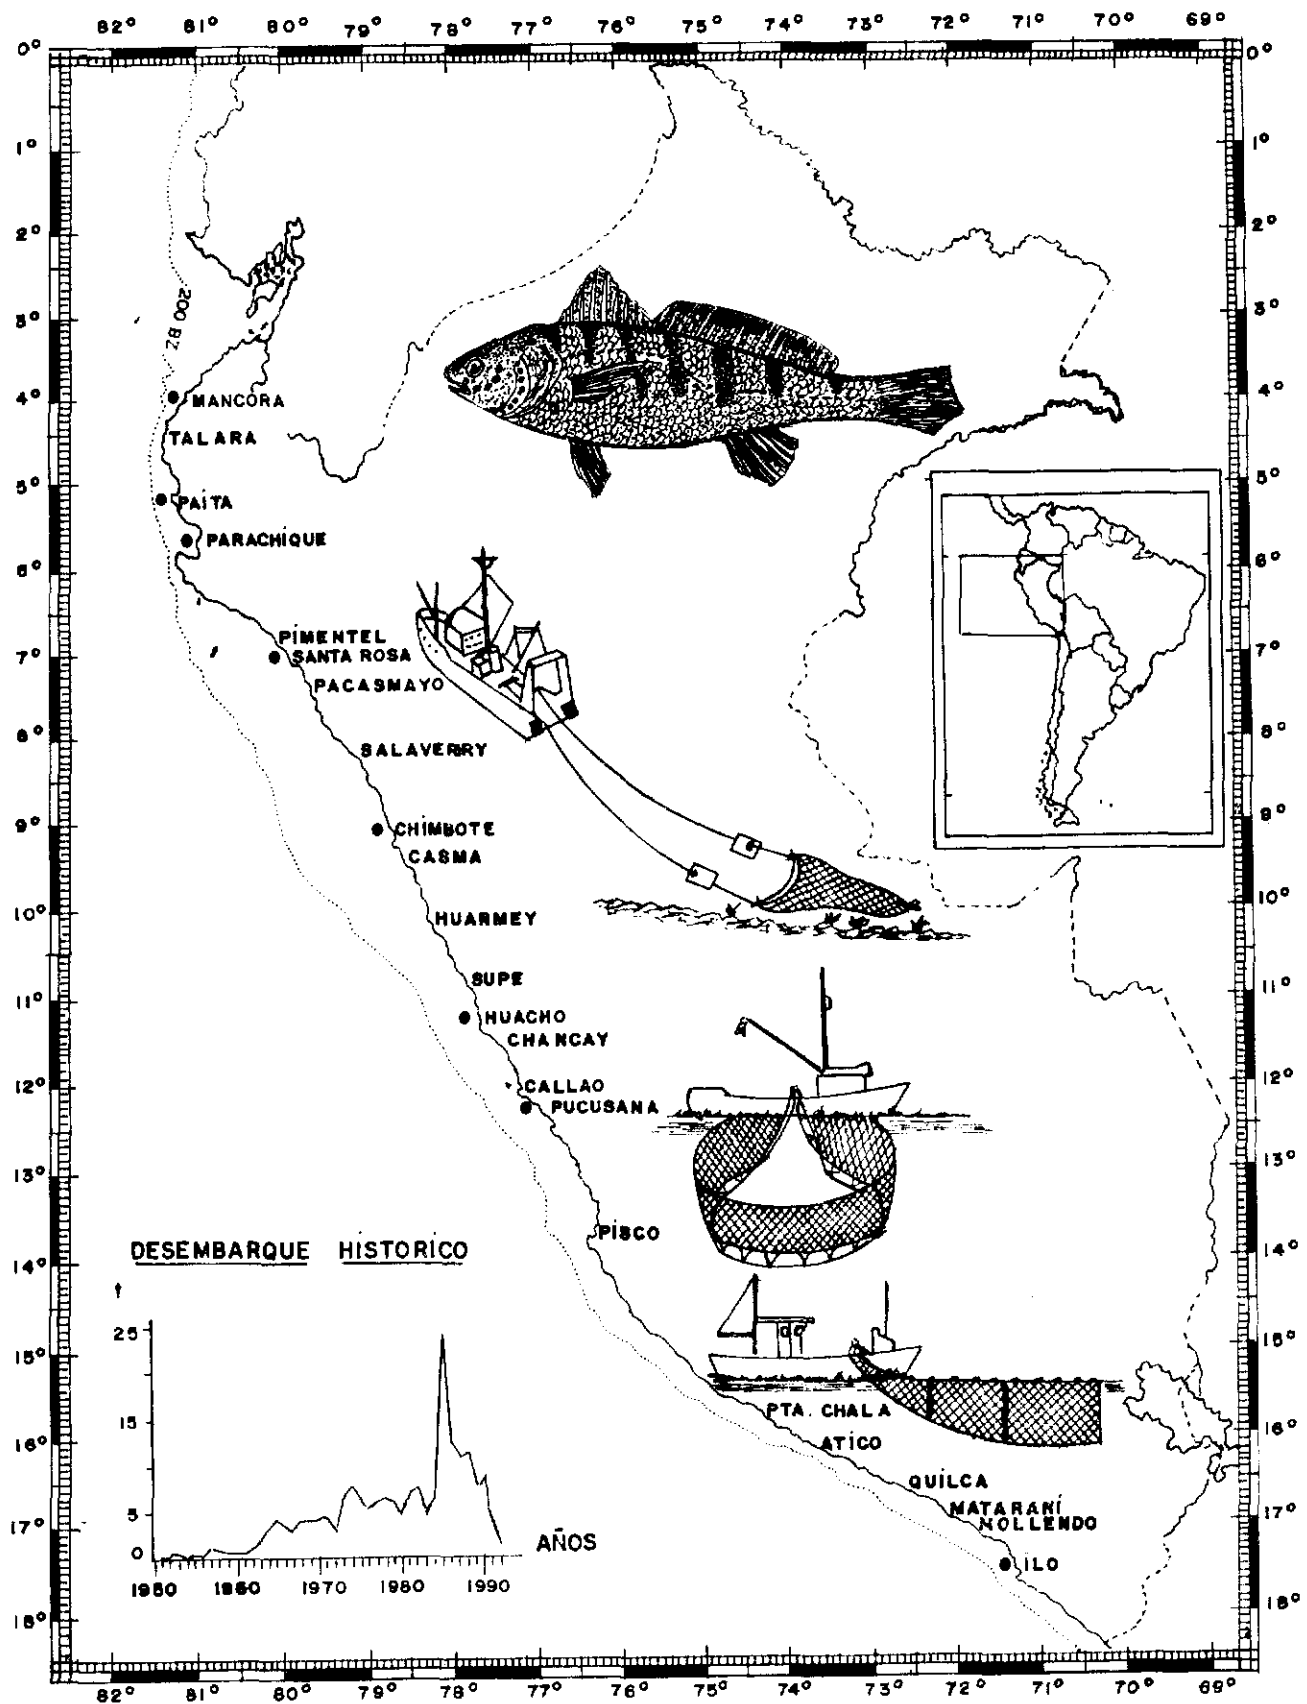 82° 81° 80° 79° 78° 77° 76° 75° 74° 73° 72° 71° 70° 69°
0° 0°
1° 1°
2° 2°
3° 3°
200 BZ
4° 4°
MANCORA
TALARA
5° 5°
PAITA
PARACHIQUE
6° 6°
PIMENTEL
7° SANTA ROSA 7°
PACASMAYO
8° SALAVERRY 8°
9° CHIMBOTE 9°
CASMA
10° HUARMEY 10°
SUPE
11° 11°
HUACHO
CHANCAY
12° CALLAO 12°
PUCUSANA
13° 13°
PISCO
14° 14°
DESEMBARQUE HISTORICO
t
25
15
5
0
1950 1960 1970 1980 1990
AÑOS
15° 15°
PTA. CHALA
16° ATICO 16°
QUILCA
MATARANI
17° MOLLENDO 17°
ILO
18° 18°
82° 81° 80° 79° 78° 77° 76° 75° 74° 73° 72° 71° 70° 69°